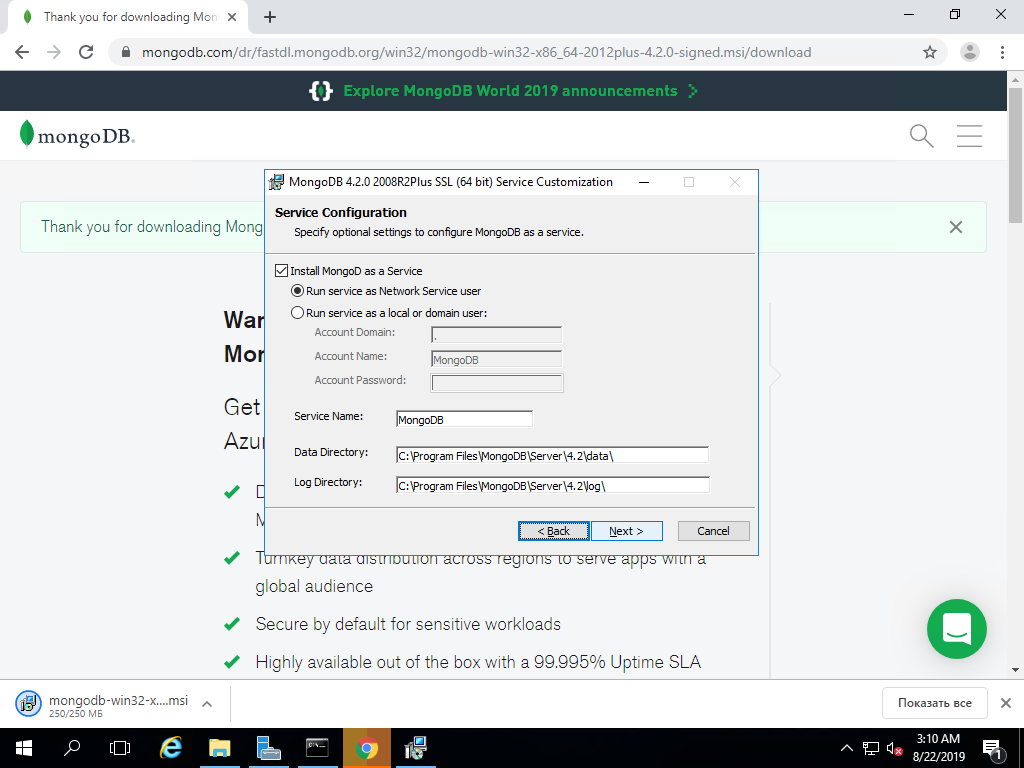 Thank you for downloading Mon
mongodb.com/dr/fastdl.mongodb.org/win32/mongodb-win32-x86_64-2012plus-4.2.0-signed.msi/download
Explore MongoDB World 2019 announcements
mongoDB.
Thank you for downloading Mong
MongoDB 4.2.0 2008R2Plus SSL (64 bit) Service Customization
Service Configuration
Specify optional settings to configure MongoDB as a service.
Install MongoD as a Service
Run service as Network Service user
Run service as a local or domain user:
Account Domain: .
Account Name: MongoDB
Account Password:
Service Name: MongoDB
Data Directory: C:\Program Files\MongoDB\Server\4.2\data\
Log Directory: C:\Program Files\MongoDB\Server\4.2\log\
< Back Next > Cancel
War
Mor
Get
Azur
D
M
Turnkey data distribution across regions to serve apps with a
global audience
Secure by default for sensitive workloads
Highly available out of the box with a 99.995% Uptime SLA
mongodb-win32-x....msi
250/250 МБ
Показать все
3:10 AM
8/22/2019
1